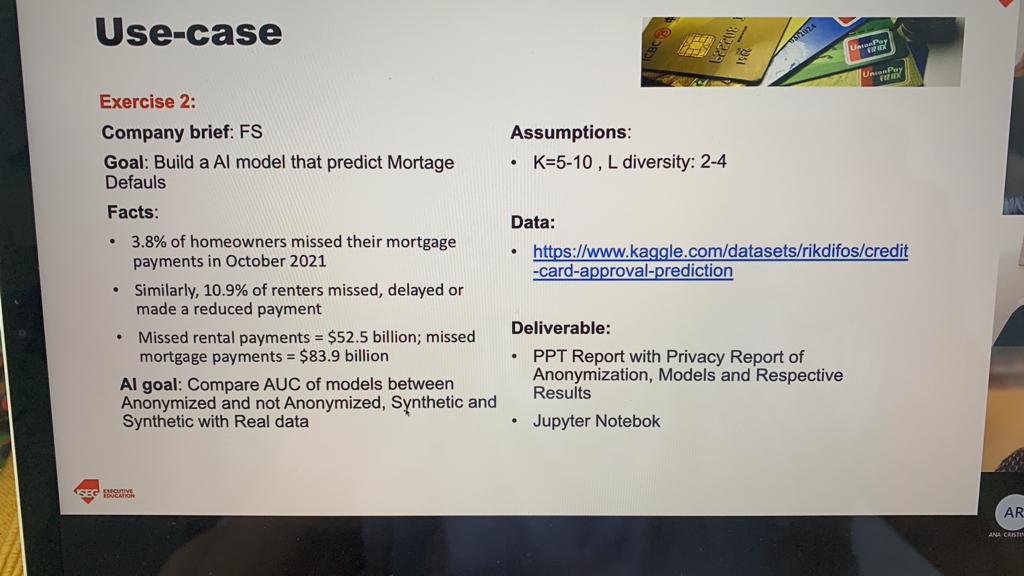 Use-case
Exercise 2:
Company brief: FS
Goal: Build a AI model that predict Mortage
Defauls
Facts:
• 3.8% of homeowners missed their mortgage
payments in October 2021
• Similarly, 10.9% of renters missed, delayed or
made a reduced payment
• Missed rental payments = $52.5 billion; missed
mortgage payments = $83.9 billion
AI goal: Compare AUC of models between
Anonymized and not Anonymized, Synthetic and
Synthetic with Real data
Assumptions:
• K=5-10 , L diversity: 2-4
Data:
• https://www.kaggle.com/datasets/rikdifos/credit
-card-approval-prediction
Deliverable:
• PPT Report with Privacy Report of
Anonymization, Models and Respective
Results
• Jupyter Notebok
ISEG EXECUTIVE
EDUCATION
ICBC
UnionPay
UnionPay
AR